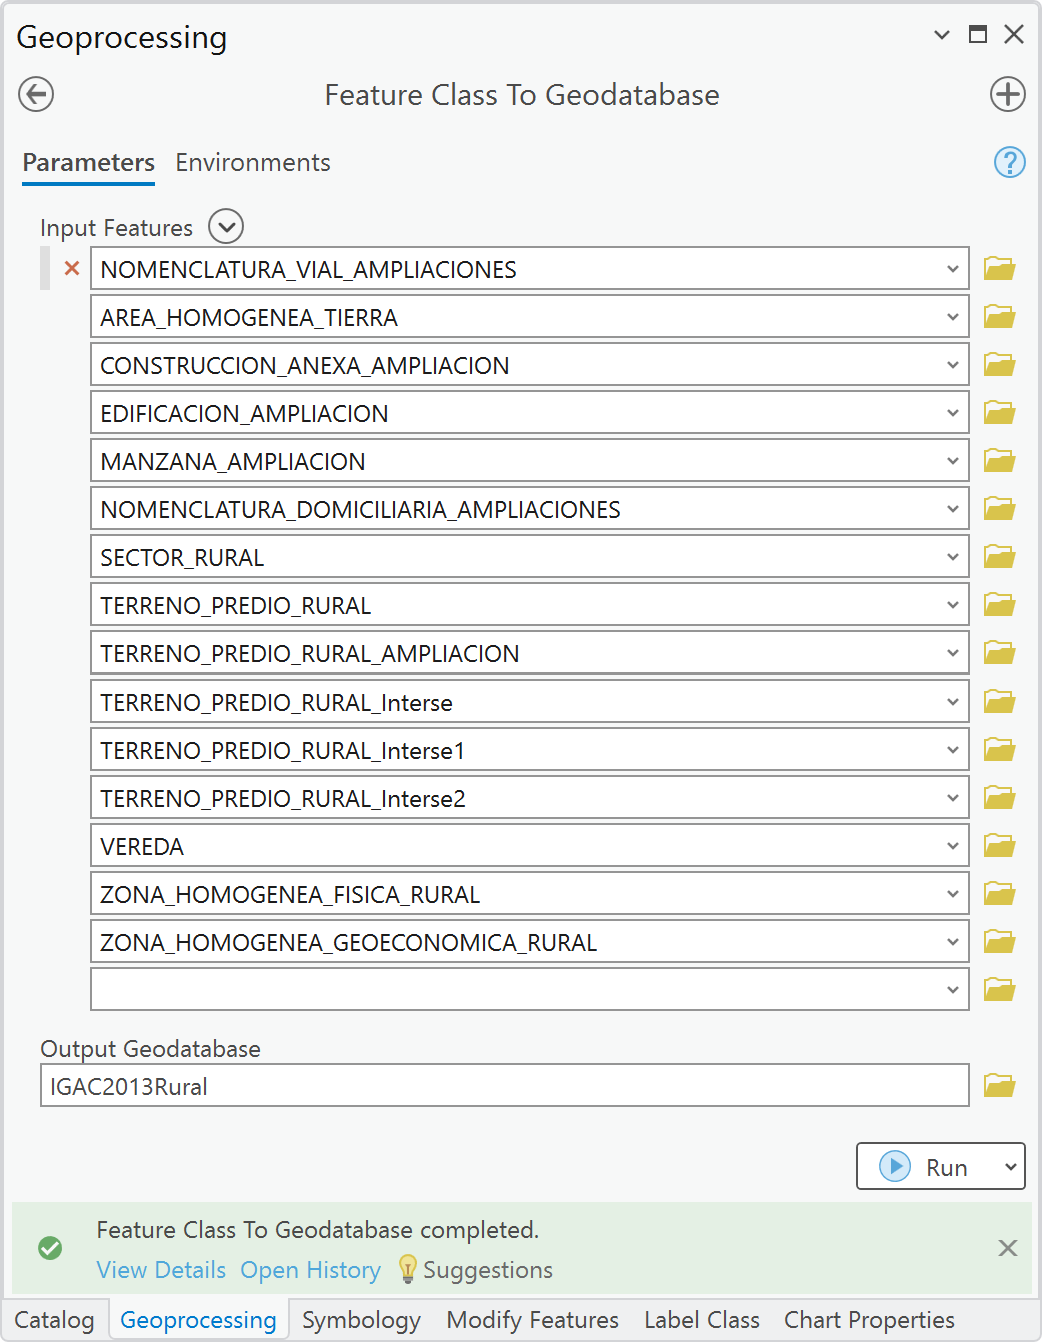 Geoprocessing
Feature Class To Geodatabase
Parameters Environments
Input Features
NOMENCLATURA_VIAL_AMPLIACIONES
AREA_HOMOGENEA_TIERRA
CONSTRUCCION_ANEXA_AMPLIACION
EDIFICACION_AMPLIACION
MANZANA_AMPLIACION
NOMENCLATURA_DOMICILIARIA_AMPLIACIONES
SECTOR_RURAL
TERRENO_PREDIO_RURAL
TERRENO_PREDIO_RURAL_AMPLIACION
TERRENO_PREDIO_RURAL_Interse
TERRENO_PREDIO_RURAL_Interse1
TERRENO_PREDIO_RURAL_Interse2
VEREDA
ZONA_HOMOGENEA_FISICA_RURAL
ZONA_HOMOGENEA_GEOECONOMICA_RURAL
Output Geodatabase
IGAC2013Rural
Run
Feature Class To Geodatabase completed.
View Details Open History Suggestions
Catalog Geoprocessing Symbology Modify Features Label Class Chart Properties